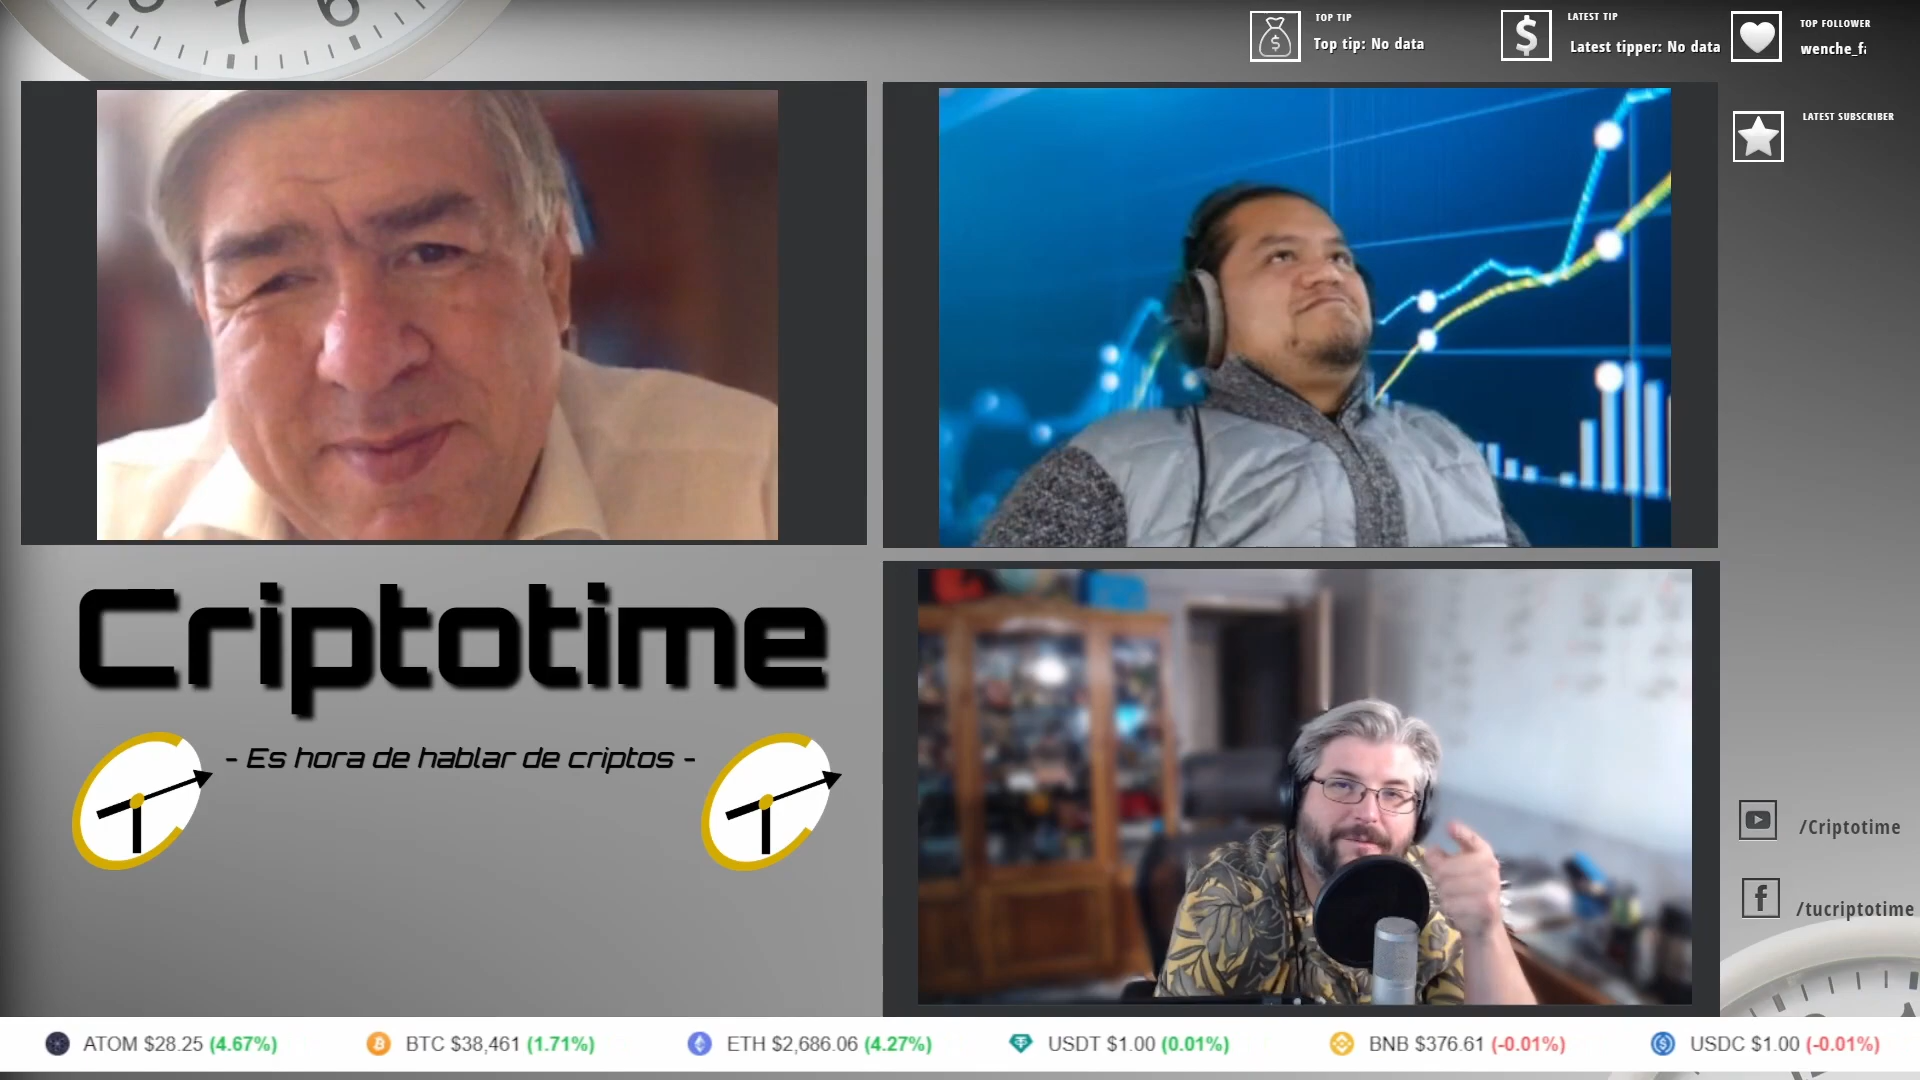 TOP TIP
Top tip: No data
LATEST TIP
Latest tipper: No data
TOP FOLLOWER
LATEST SUBSCRIBER
Criptotime
- Es hora de hablar de criptos -
/Criptotime
/tucriptotime
ATOM $28.25 (4.67%)
BTC $38,461 (1.71%)
ETH $2,686.06 (4.27%)
USDT $1.00 (0.01%)
BNB $376.61 (-0.01%)
USDC $1.00 (-0.01%)